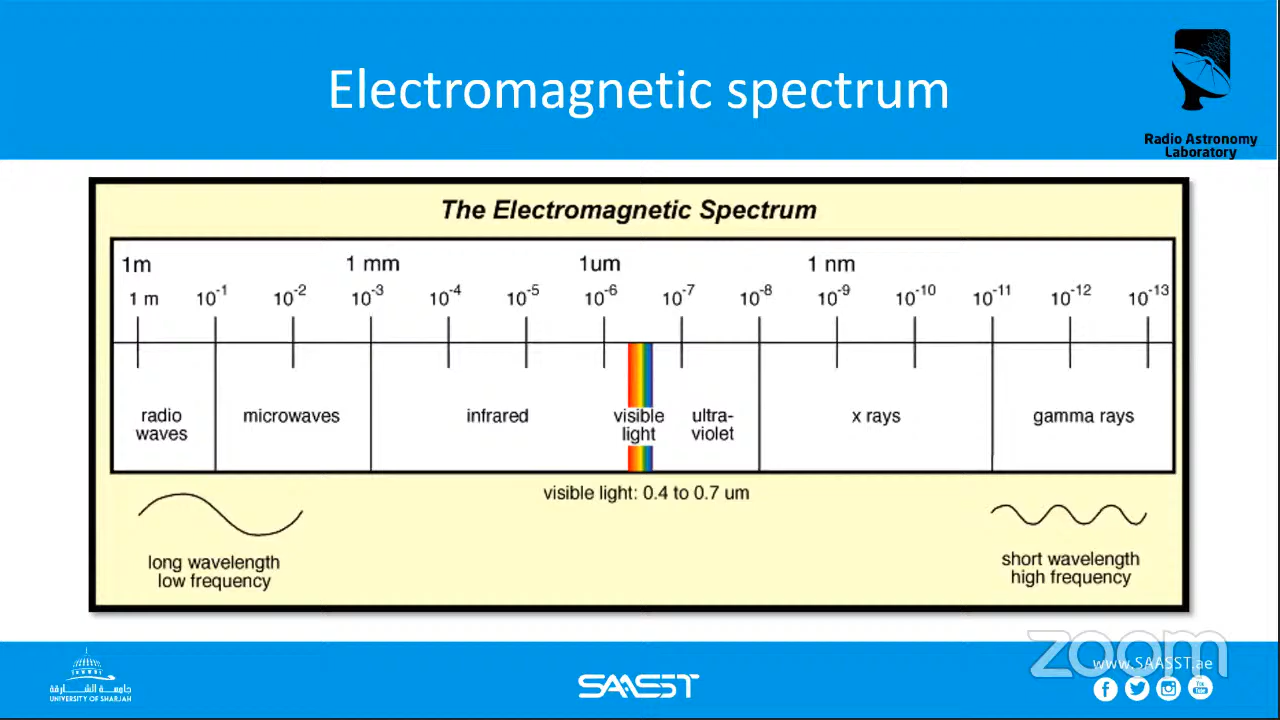 Electromagnetic spectrum
Radio Astronomy
Laboratory
The Electromagnetic Spectrum
1m 1 mm 1um 1 nm
1 m 10-1 10-2 10-3 10-4 10-5 10-6 10-7 10-8 10-9 10-10 10-11 10-12 10-13
radio waves
microwaves
infrared
visible light
ultra-violet
x rays
gamma rays
visible light: 0.4 to 0.7 um
long wavelength
low frequency
short wavelength
high frequency
جامعة الشارقة
UNIVERSITY OF SHARJAH
SAASST
zoom
www.SAASST.ae
You
Tube